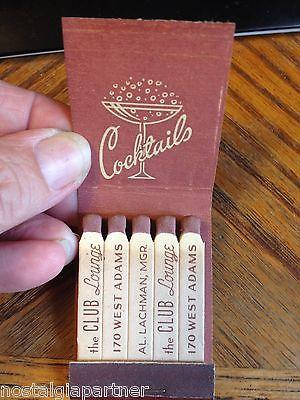 Cocktails
the CLUB Lounge
170 WEST ADAMS
AL. LACHMAN, MGR.
the CLUB Lounge
170 WEST ADAMS
nostalgiapartner